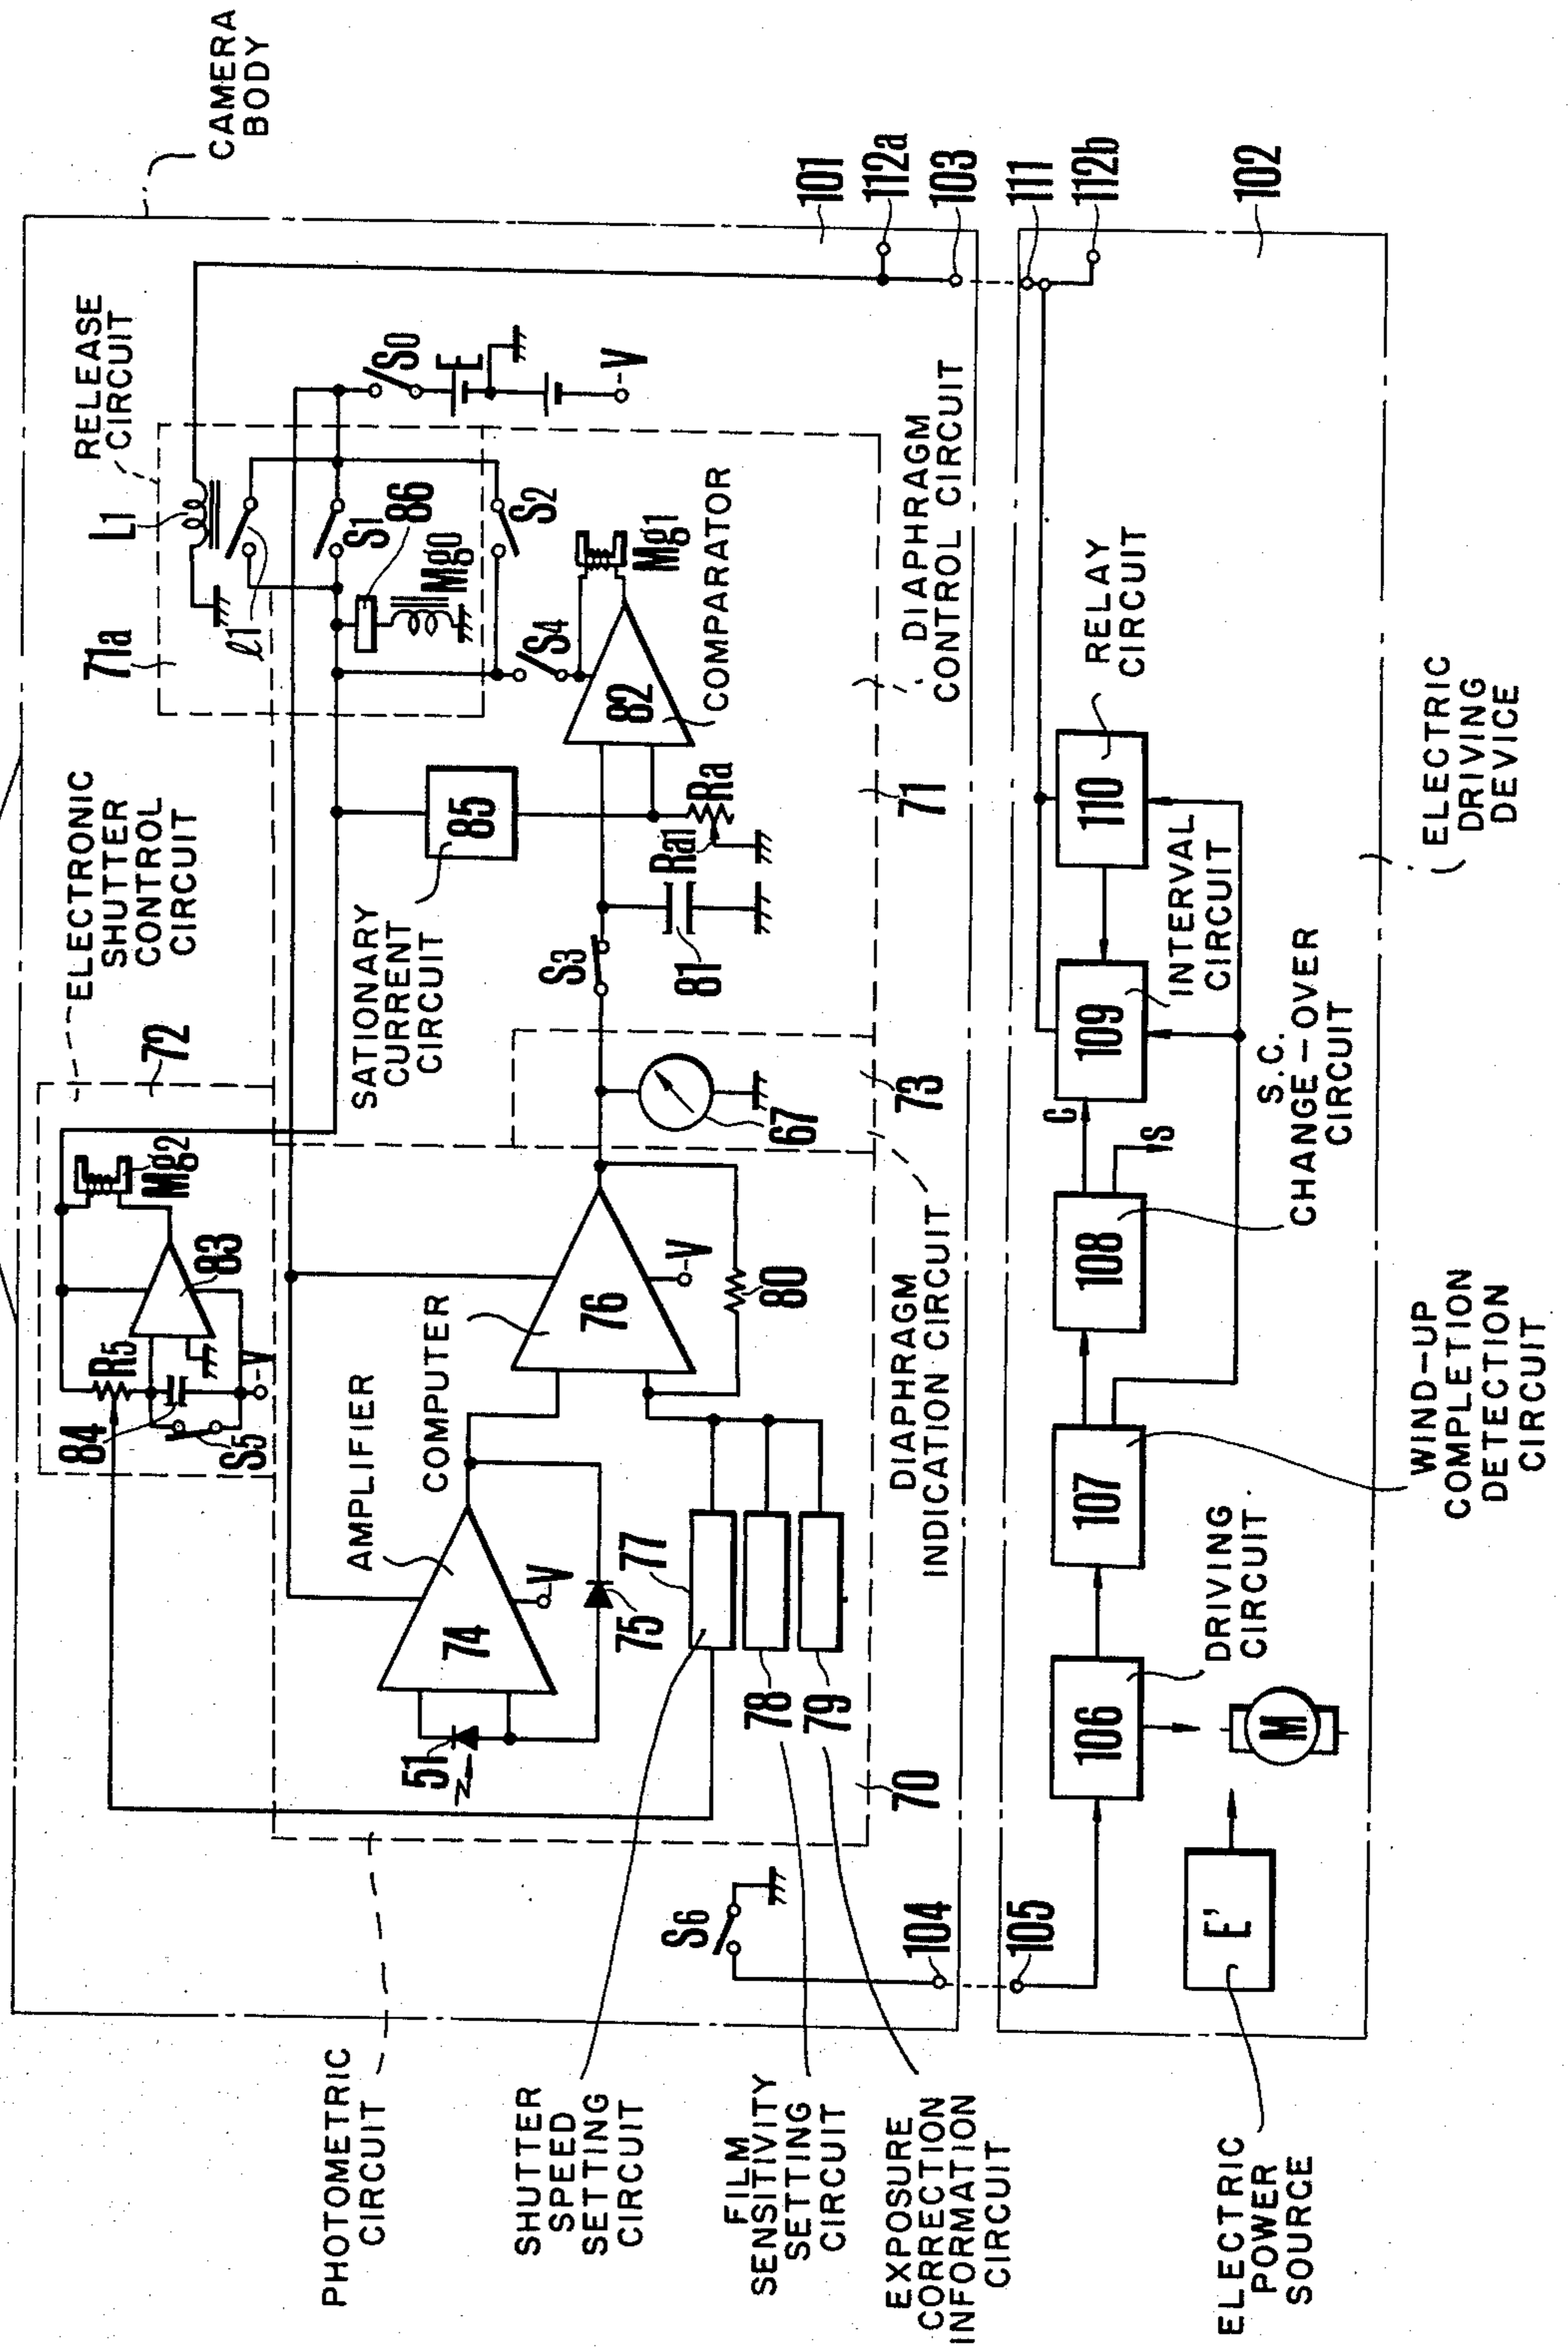 CAMERA
BODY
RELEASE
CIRCUIT
ELECTRONIC
SHUTTER
CONTROL
CIRCUIT
72
71a
L1
ℓ1
S1
86
Mg0
S0
E
-V
S2
S4
Mg1
82
COMPARATOR
DIAPHRAGM
CONTROL CIRCUIT
101
112a
103
Mg2
83
R5
84
S5
-V
SATIONARY
CURRENT
CIRCUIT
85
Ra
Ra1
81
S3
71
73
67
DIAPHRAGM
INDICATION CIRCUIT
COMPUTER
76
-V
80
AMPLIFIER
74
-V
75
51
77
78
79
70
S6
104
PHOTOMETRIC
CIRCUIT
SHUTTER
SPEED
SETTING
CIRCUIT
FILM
SENSITIVITY
SETTING
CIRCUIT
EXPOSURE
CORRECTION
INFORMATION
CIRCUIT
105
106
DRIVING
CIRCUIT
M
E'
ELECTRIC
POWER
SOURCE
107
WIND-UP
COMPLETION
DETECTION
CIRCUIT
108
C
S
S.C.
CHANGE-OVER
CIRCUIT
109
INTERVAL
CIRCUIT
110
RELAY
CIRCUIT
111
112b
102
ELECTRIC
DRIVING
DEVICE